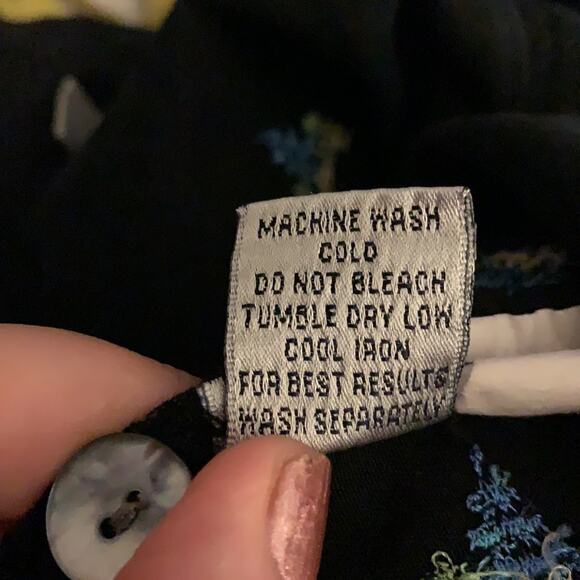 MACHINE WASH
COLD
DO NOT BLEACH
TUMBLE DRY LOW
COOL IRON
FOR BEST RESULTS
WASH SEPARATELY